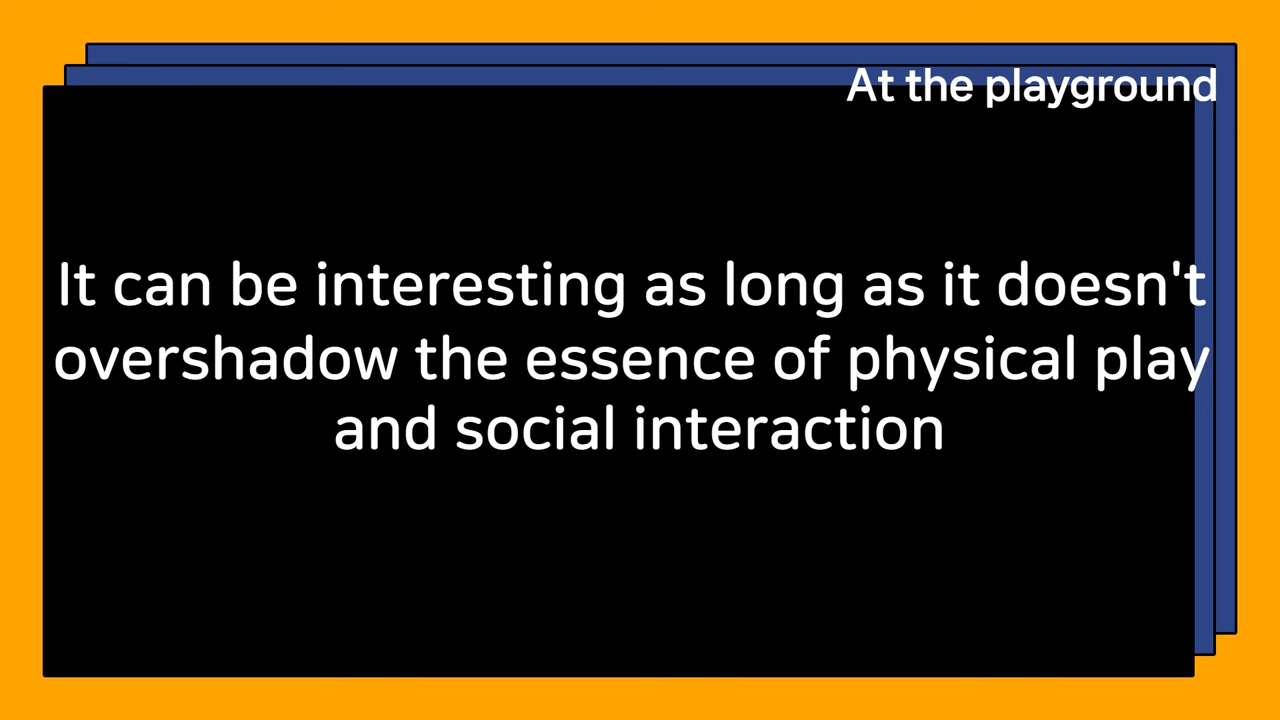 At the playground
It can be interesting as long as it doesn't
overshadow the essence of physical play
and social interaction